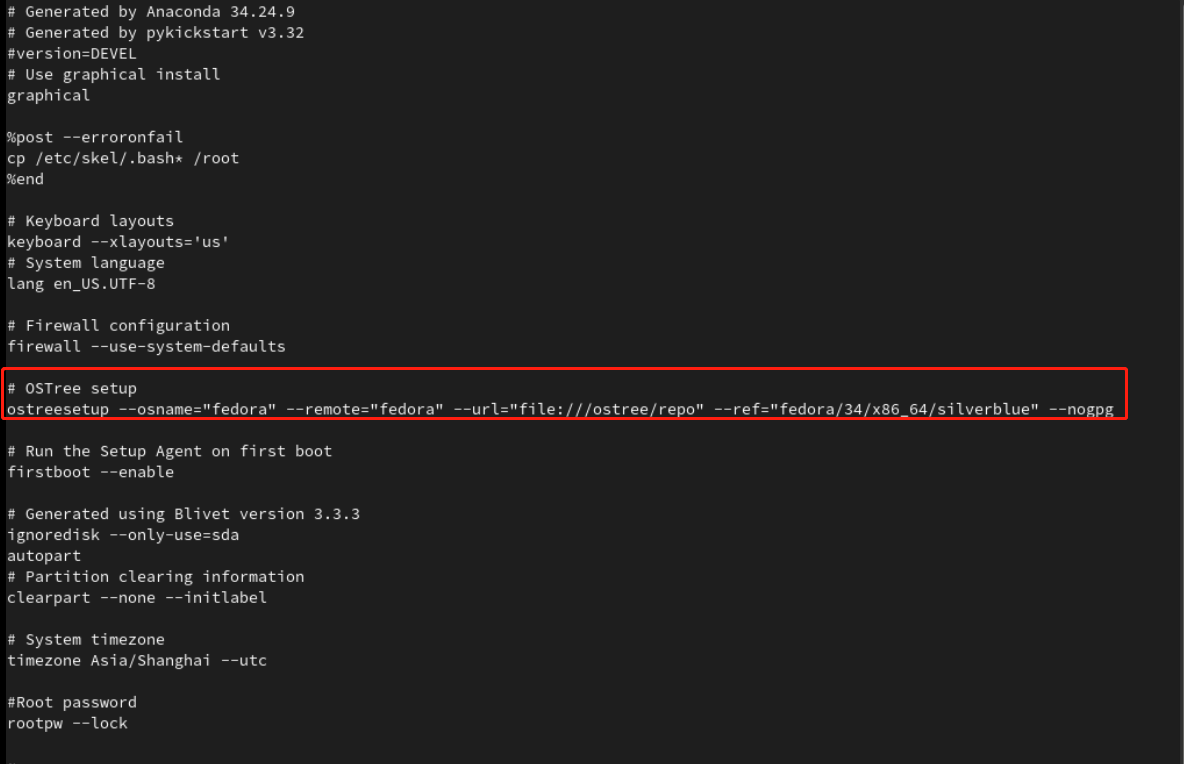 # Generated by Anaconda 34.24.9
# Generated by pykickstart v3.32
#version=DEVEL
# Use graphical install
graphical
%post --erroronfail
cp /etc/skel/.bash* /root
%end
# Keyboard layouts
keyboard --xlayouts='us'
# System language
lang en_US.UTF-8
# Firewall configuration
firewall --use-system-defaults
# OSTree setup
ostreesetup --osname="fedora" --remote="fedora" --url="file:///ostree/repo" --ref="fedora/34/x86_64/silverblue" --nogpg
# Run the Setup Agent on first boot
firstboot --enable
# Generated using Blivet version 3.3.3
ignoredisk --only-use=sda
autopart
# Partition clearing information
clearpart --none --initlabel
# System timezone
timezone Asia/Shanghai --utc
#Root password
rootpw --lock